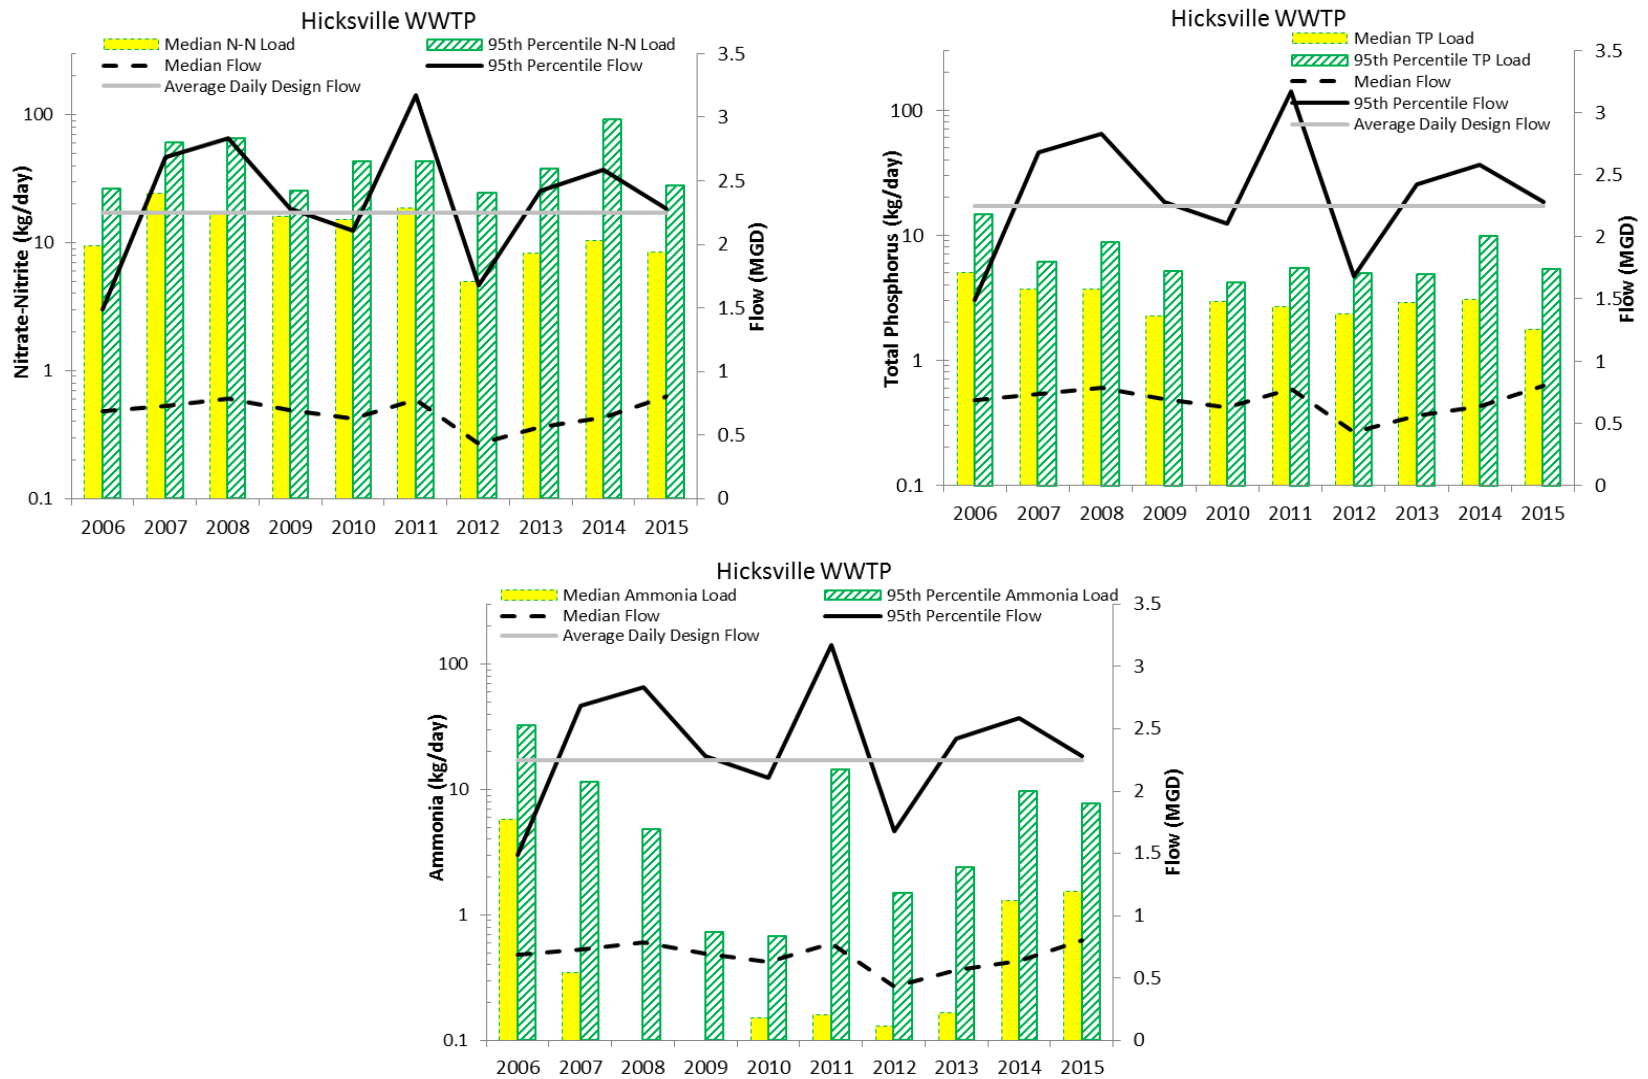 Hicksville WWTP
Median N-N Load
95th Percentile N-N Load
Median Flow
95th Percentile Flow
Average Daily Design Flow
Nitrate-Nitrite (kg/day)
100
10
1
0.1
3.5
3
2.5
2
1.5
1
0.5
0
Flow (MGD)
2006 2007 2008 2009 2010 2011 2012 2013 2014 2015
Hicksville WWTP
Median TP Load
95th Percentile TP Load
Median Flow
95th Percentile Flow
Average Daily Design Flow
Total Phosphorus (kg/day)
100
10
1
0.1
3.5
3
2.5
2
1.5
1
0.5
0
Flow (MGD)
2006 2007 2008 2009 2010 2011 2012 2013 2014 2015
Hicksville WWTP
Median Ammonia Load
95th Percentile Ammonia Load
Median Flow
95th Percentile Flow
Average Daily Design Flow
Ammonia (kg/day)
100
10
1
0.1
3.5
3
2.5
2
1.5
1
0.5
0
Flow (MGD)
2006 2007 2008 2009 2010 2011 2012 2013 2014 2015